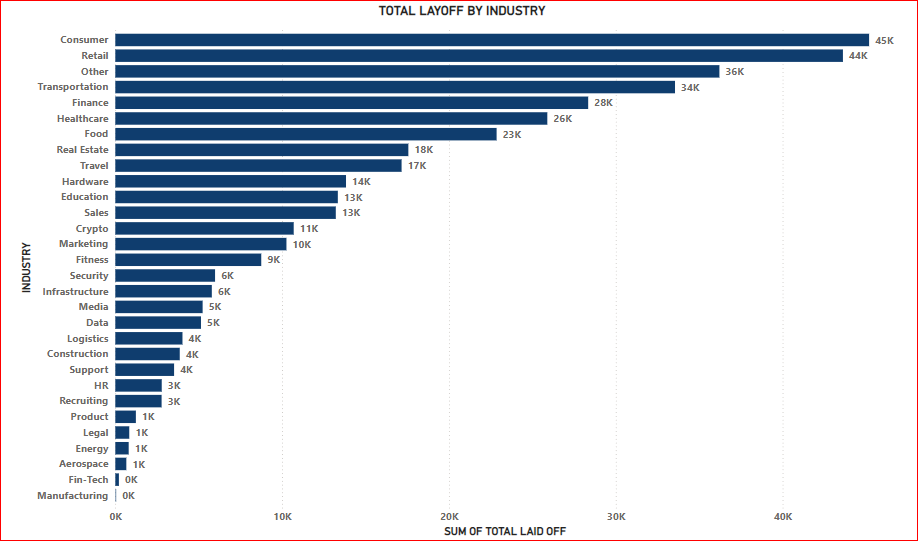 TOTAL LAYOFF BY INDUSTRY
Consumer 45K
Retail 44K
Other 36K
Transportation 34K
Finance 28K
Healthcare 26K
Food 23K
Real Estate 18K
Travel 17K
Hardware 14K
Education 13K
Sales 13K
Crypto 11K
Marketing 10K
Fitness 9K
Security 6K
Infrastructure 6K
Media 5K
Data 5K
Logistics 4K
Construction 4K
Support 4K
HR 3K
Recruiting 3K
Product 1K
Legal 1K
Energy 1K
Aerospace 1K
Fin-Tech 0K
Manufacturing 0K
INDUSTRY
0K 10K 20K 30K 40K
SUM OF TOTAL LAID OFF